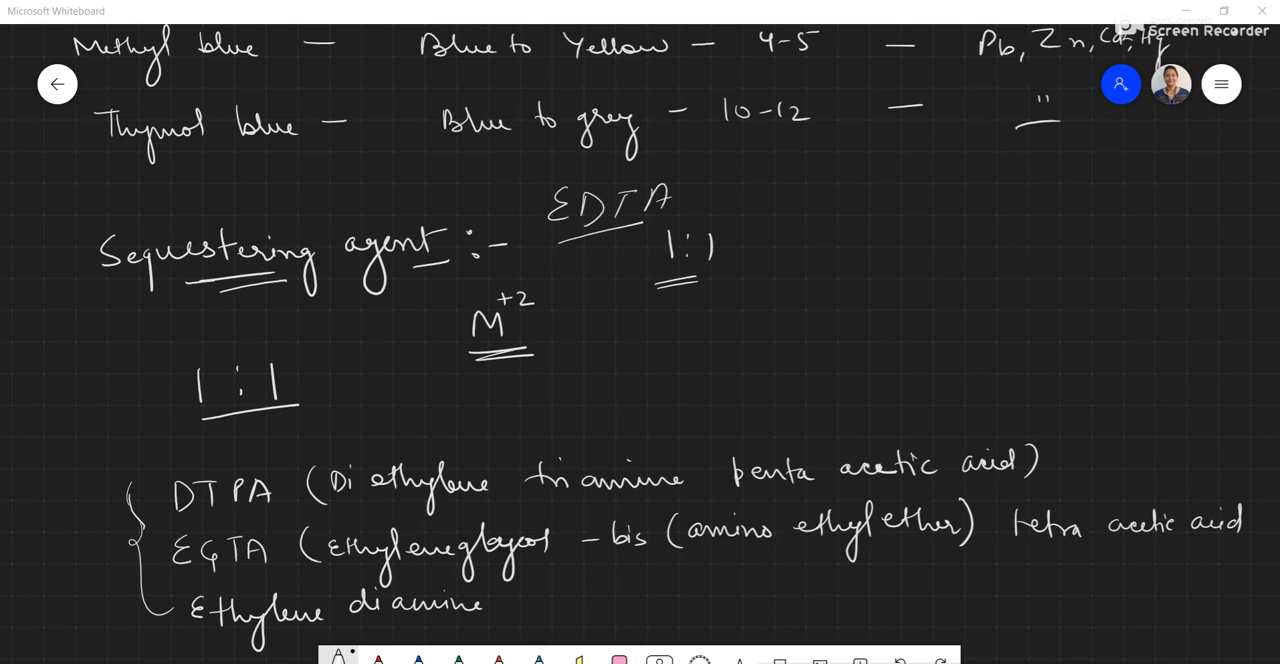 Microsoft Whiteboard
Screen Recorder
Methyl blue — Blue to Yellow — 4-5 — Pb, Zn, Cd, Hg
Thymol blue — Blue to grey — 10-12 — "
EDTA
Sequestering agent :- 1:1
M+2
1:1
DTPA (Di ethylene tri amine penta acetic acid)
EGTA (Ethyleneglycol - bis (amino ethyl ether) tetra acetic acid
Ethylene di amine